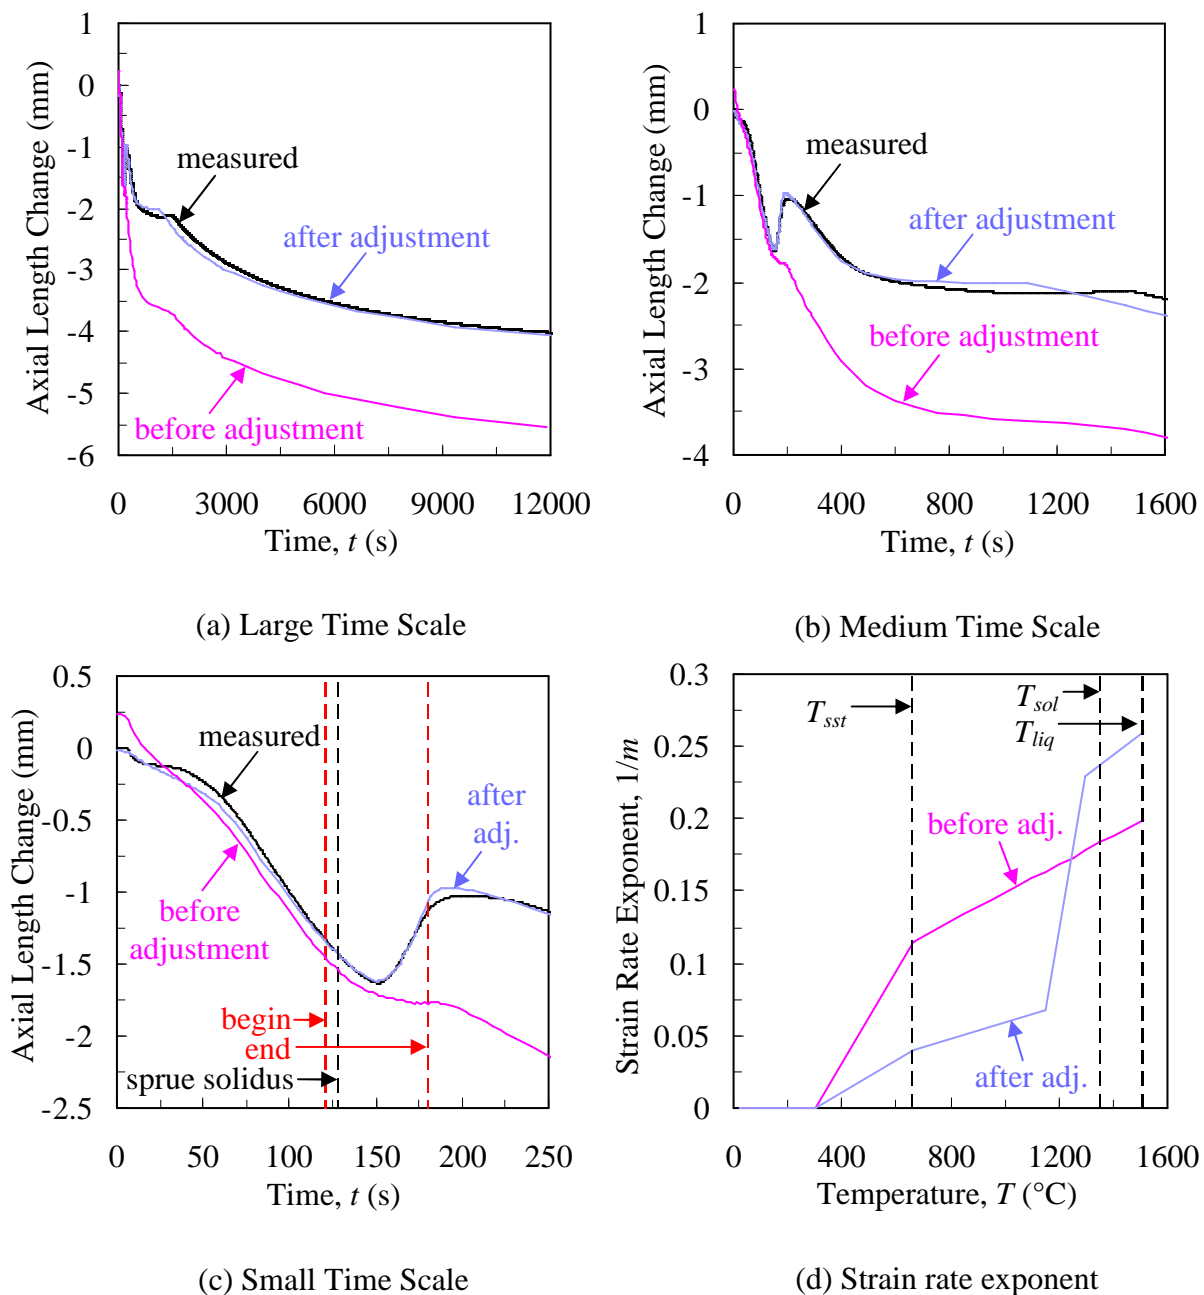 1
0
-1
-2
-3
-4
-5
-6
Axial Length Change (mm)
measured
after adjustment
before adjustment
0 3000 6000 9000 12000
Time, t (s)
(a) Large Time Scale
1
0
-1
-2
-3
-4
Axial Length Change (mm)
measured
after adjustment
before adjustment
0 400 800 1200 1600
Time, t (s)
(b) Medium Time Scale
0.5
0
-0.5
-1
-1.5
-2
-2.5
Axial Length Change (mm)
measured
after
adj.
before
adjustment
begin
end
sprue solidus
0 50 100 150 200 250
Time, t (s)
(c) Small Time Scale
0.3
0.25
0.2
0.15
0.1
0.05
0
Strain Rate Exponent, 1/m
Tsst
Tsol
Tliq
before adj.
after adj.
0 400 800 1200 1600
Temperature, T (°C)
(d) Strain rate exponent